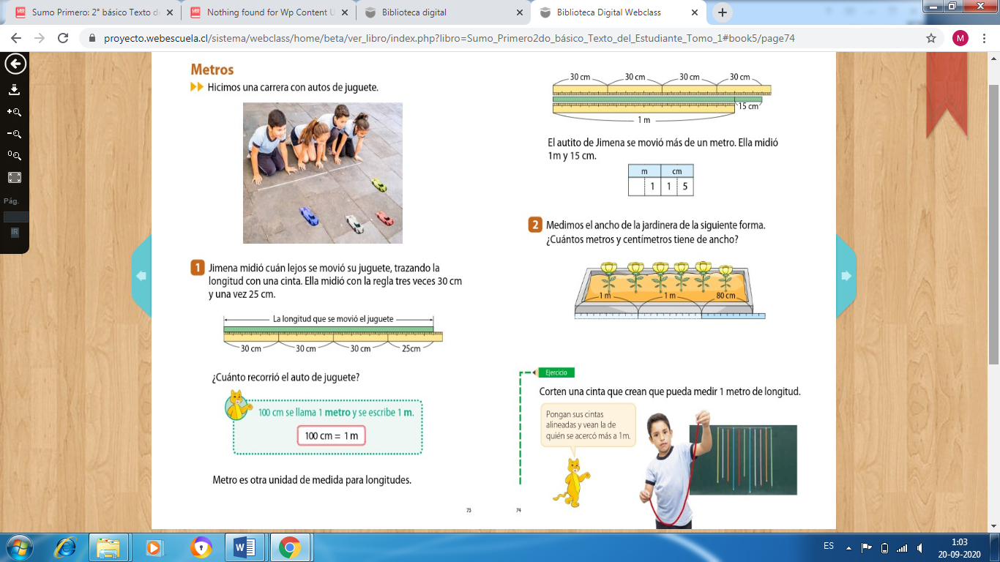 Sumo Primero: 2° básico Texto d
Nothing found for Wp Content U
Biblioteca digital
Biblioteca Digital Webclass
proyecto.webescuela.cl/sistema/webclass/home/beta/ver_libro/index.php?libro=Sumo_Primero2do_básico_Texto_del_Estudiante_Tomo_1#book5/page74
M
Pág.
IR
Metros
Hicimos una carrera con autos de juguete.
1
Jimena midió cuán lejos se movió su juguete, trazando la
longitud con una cinta. Ella midió con la regla tres veces 30 cm
y una vez 25 cm.
La longitud que se movió el juguete
30 cm 30 cm 30 cm 25cm
¿Cuánto recorrió el auto de juguete?
100 cm se llama 1 metro y se escribe 1 m.
100 cm = 1 m
Metro es otra unidad de medida para longitudes.
73
30 cm 30 cm 30 cm 30 cm
15 cm
1 m
El autito de Jimena se movió más de un metro. Ella midió
1m y 15 cm.
m cm
1 1 5
2
Medimos el ancho de la jardinera de la siguiente forma.
¿Cuántos metros y centímetros tiene de ancho?
1 m 1 m 80 cm
Ejercicio
Corten una cinta que crean que pueda medir 1 metro de longitud.
Pongan sus cintas
alineadas y vean la de
quién se acercó más a 1m.
74
ES
1:03
20-09-2020